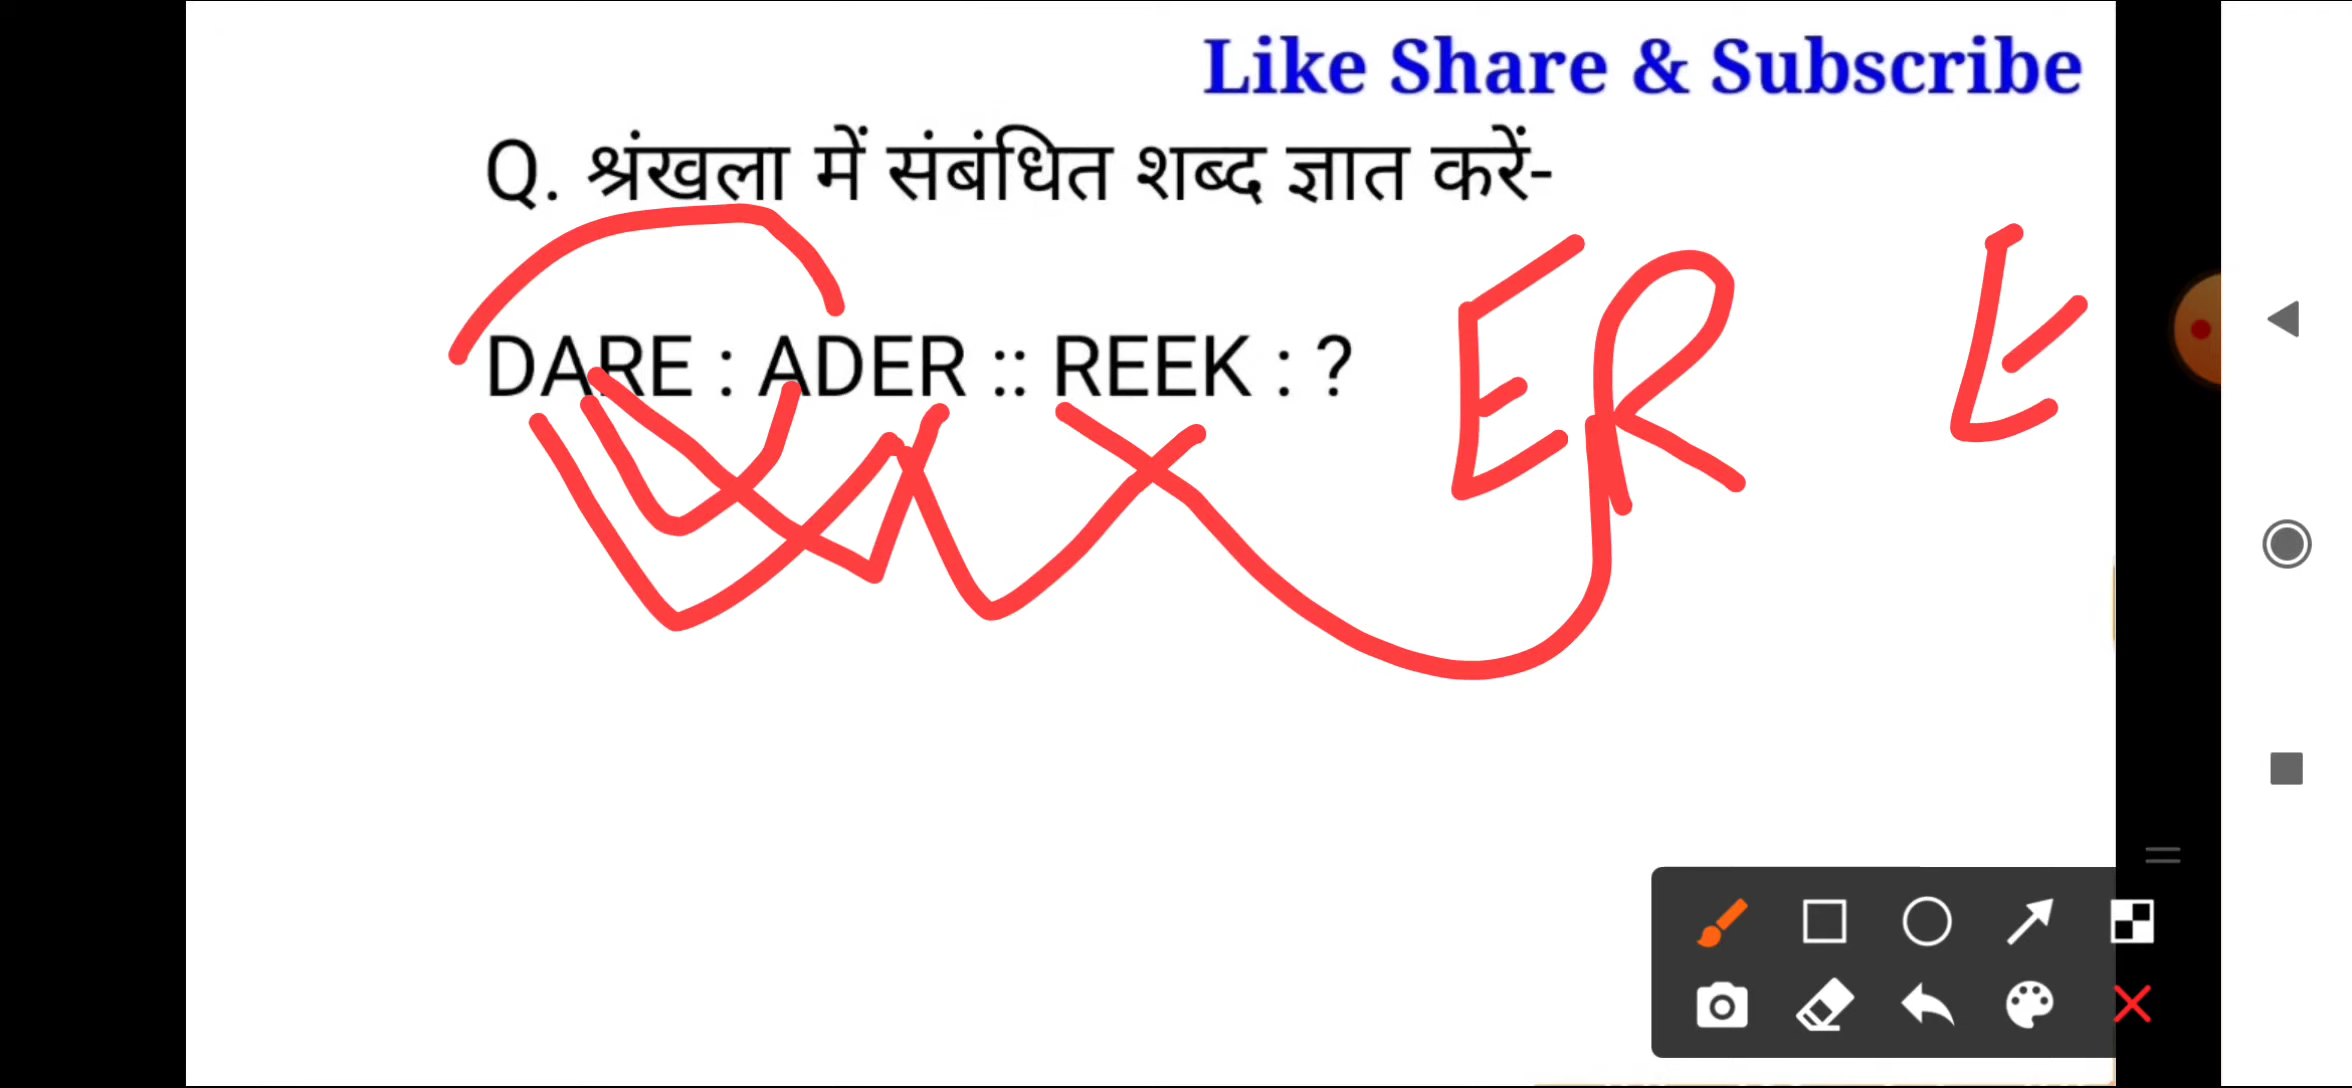 Like Share & Subscribe
Q. श्रंखला में संबंधित शब्द ज्ञात करें-
DARE : ADER :: REEK : ? ER E